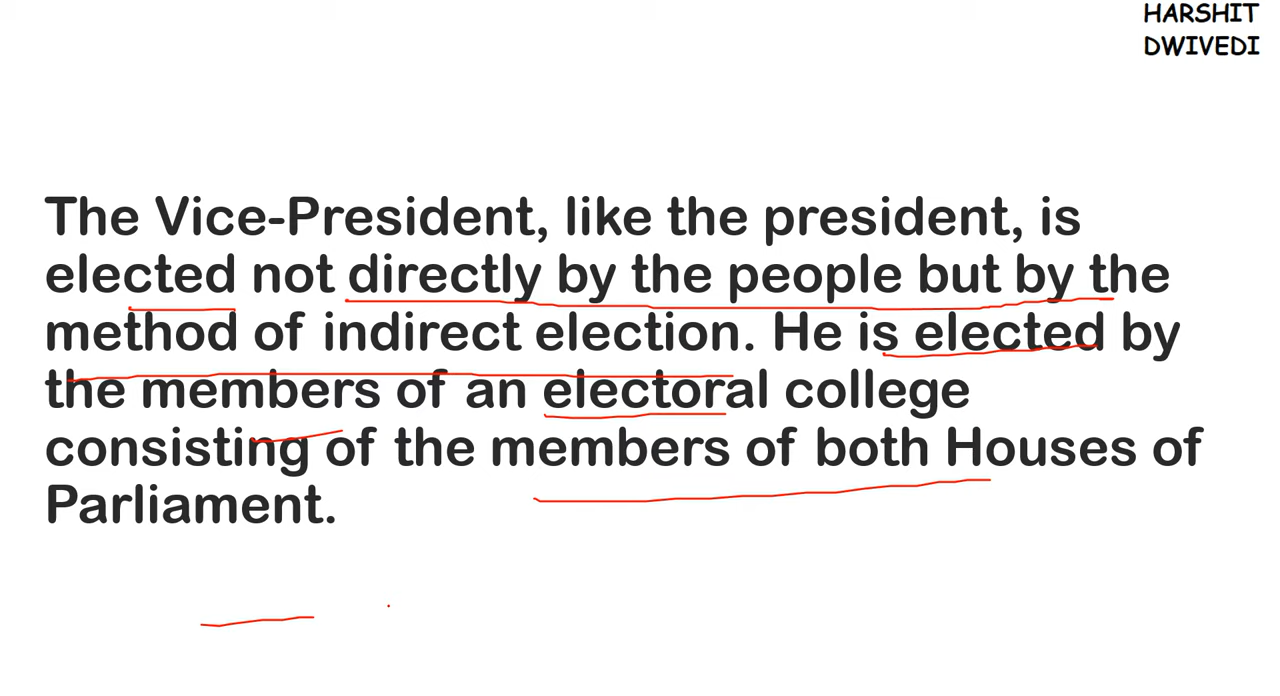 HARSHIT
DWIVEDI
The Vice-President, like the president, is
elected not directly by the people but by the
method of indirect election. He is elected by
the members of an electoral college
consisting of the members of both Houses of
Parliament.